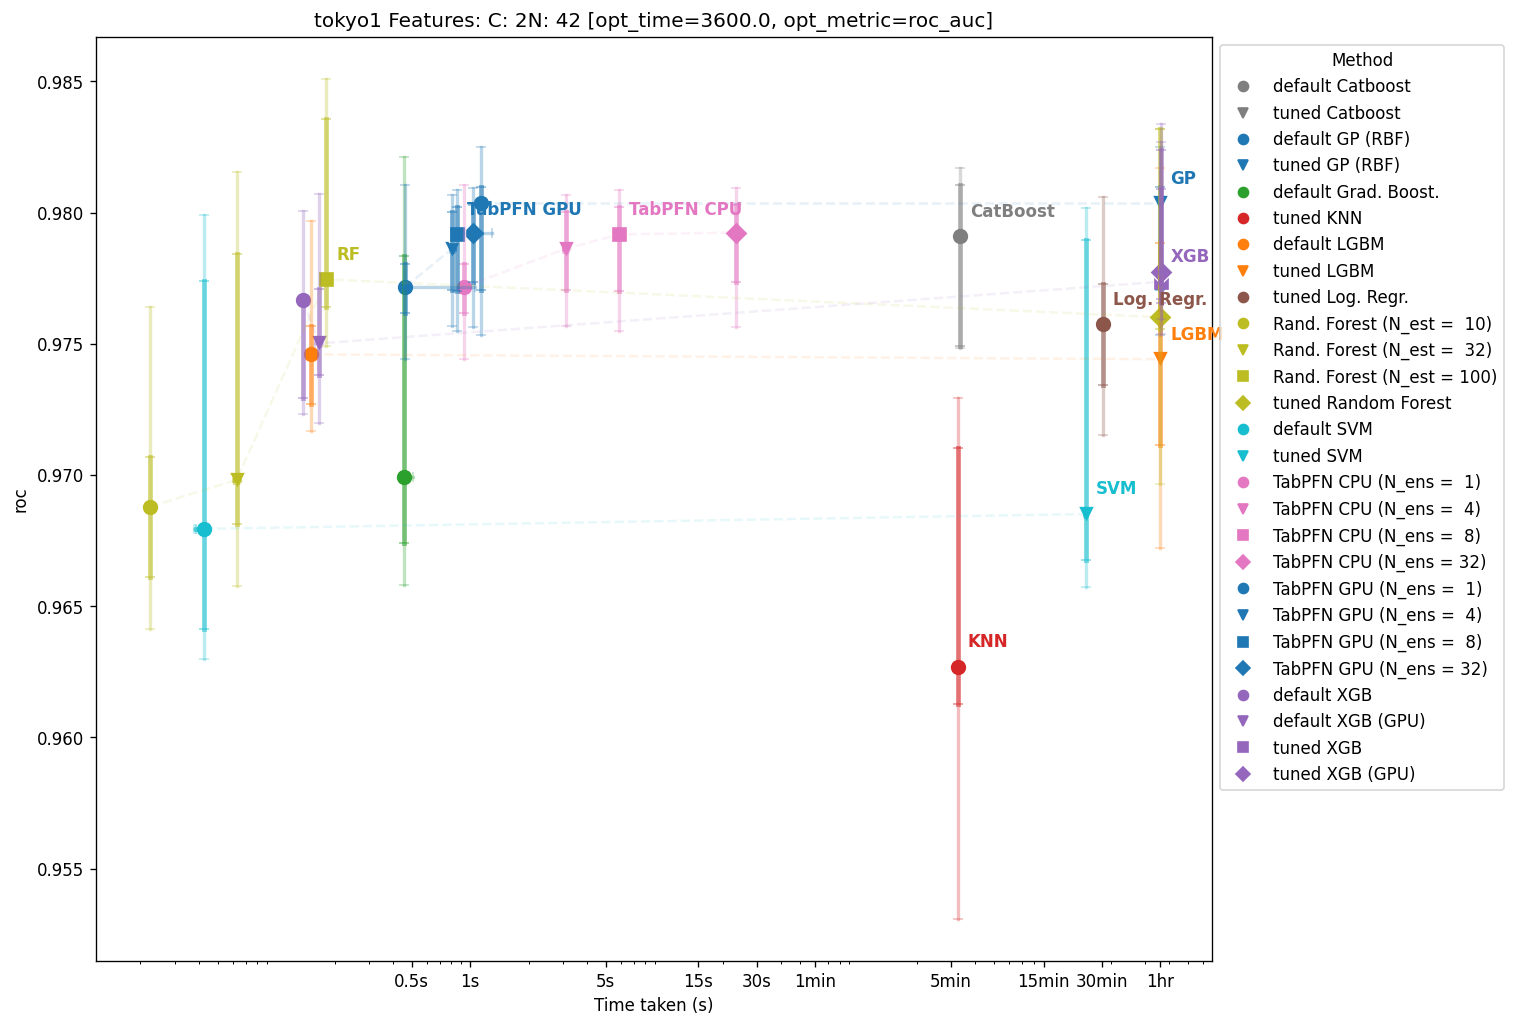 tokyo1 Features: C: 2N: 42 [opt_time=3600.0, opt_metric=roc_auc]
0.985
0.980
0.975
0.970
0.965
0.960
0.955
roc
RF
TabPFN GPU
TabPFN CPU
CatBoost
GP
XGB
Log. Regr.
LGBM
SVM
KNN
0.5s
1s
5s
15s
30s
1min
5min
15min
30min
1hr
Time taken (s)
Method
default Catboost
tuned Catboost
default GP (RBF)
tuned GP (RBF)
default Grad. Boost.
tuned KNN
default LGBM
tuned LGBM
tuned Log. Regr.
Rand. Forest (N_est =  10)
Rand. Forest (N_est =  32)
Rand. Forest (N_est = 100)
tuned Random Forest
default SVM
tuned SVM
TabPFN CPU (N_ens =  1)
TabPFN CPU (N_ens =  4)
TabPFN CPU (N_ens =  8)
TabPFN CPU (N_ens = 32)
TabPFN GPU (N_ens =  1)
TabPFN GPU (N_ens =  4)
TabPFN GPU (N_ens =  8)
TabPFN GPU (N_ens = 32)
default XGB
default XGB (GPU)
tuned XGB
tuned XGB (GPU)